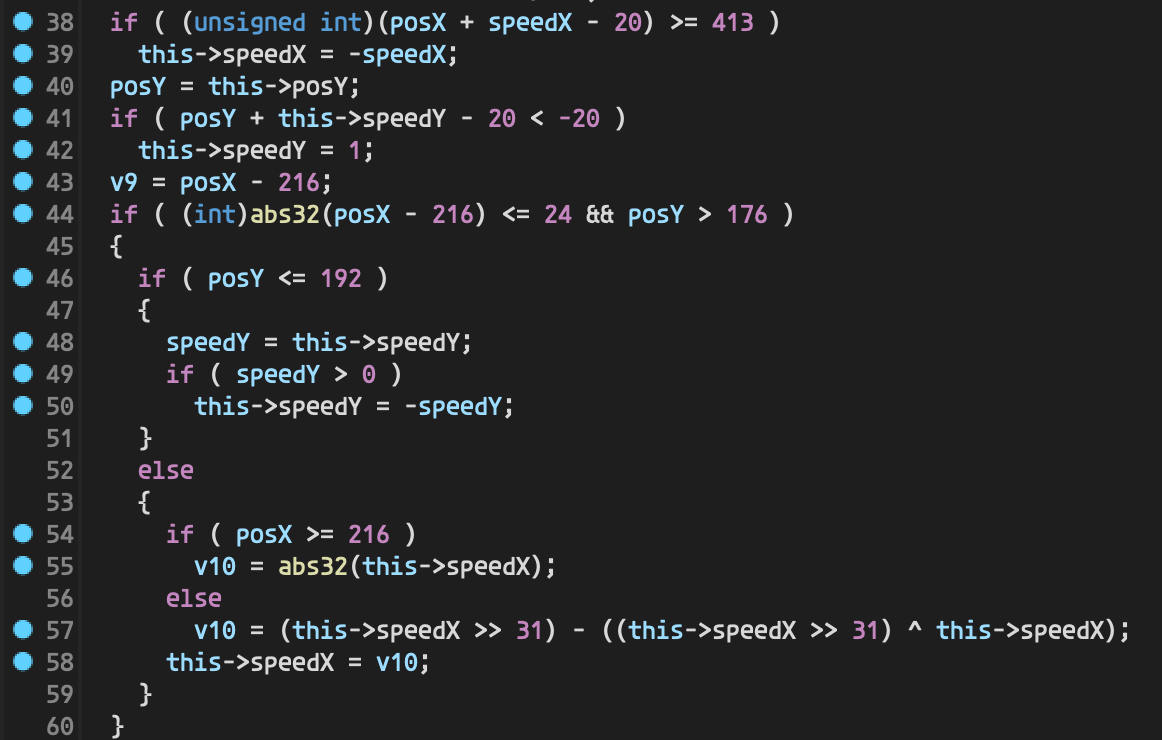 38 if ( (unsigned int)(posX + speedX - 20) >= 413 )
39 this->speedX = -speedX;
40 posY = this->posY;
41 if ( posY + this->speedY - 20 < -20 )
42 this->speedY = 1;
43 v9 = posX - 216;
44 if ( (int)abs32(posX - 216) <= 24 && posY > 176 )
45 {
46 if ( posY <= 192 )
47 {
48 speedY = this->speedY;
49 if ( speedY > 0 )
50 this->speedY = -speedY;
51 }
52 else
53 {
54 if ( posX >= 216 )
55 v10 = abs32(this->speedX);
56 else
57 v10 = (this->speedX >> 31) - ((this->speedX >> 31) ^ this->speedX);
58 this->speedX = v10;
59 }
60 }